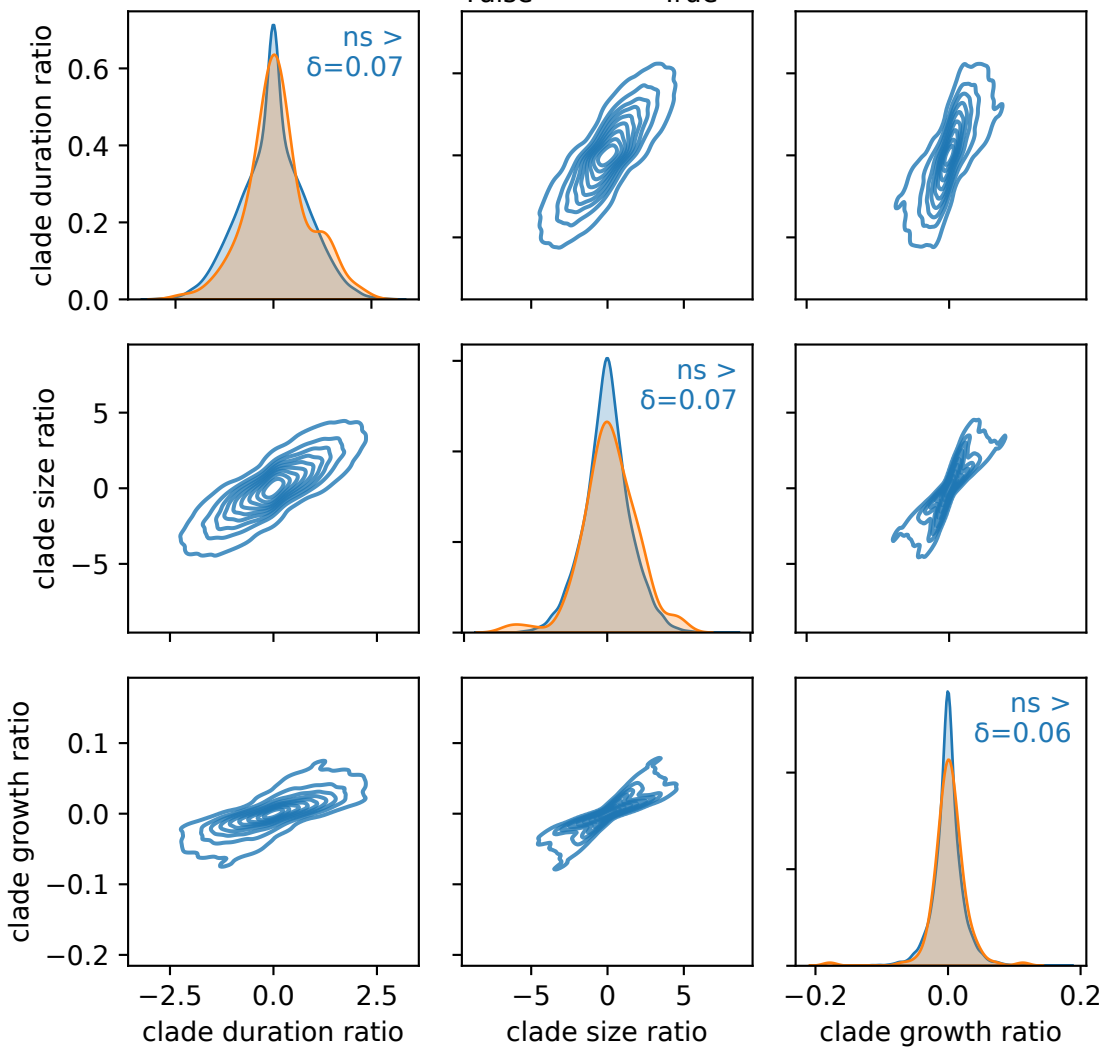 ns >
δ=0.07
clade duration ratio
0.6
0.4
0.2
0.0
ns >
δ=0.07
clade size ratio
5
0
−5
ns >
δ=0.06
clade growth ratio
0.1
0.0
−0.1
−0.2
−2.5 0.0 2.5
−5 0 5
−0.2 0.0 0.2
clade duration ratio
clade size ratio
clade growth ratio